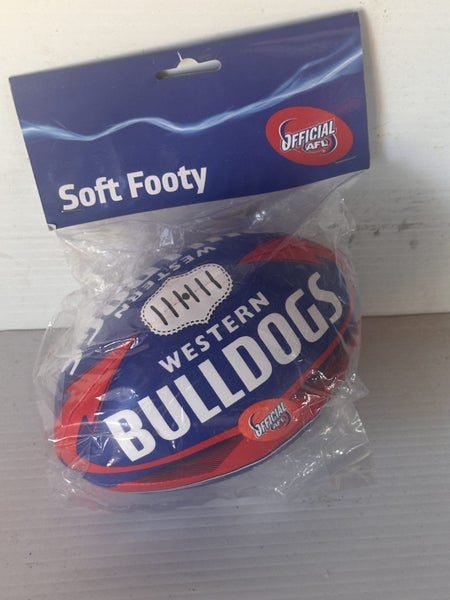 OFFICIAL
AFL
Soft Footy
WESTERN
WESTERN
BULLDOGS
OFFICIAL
AFL